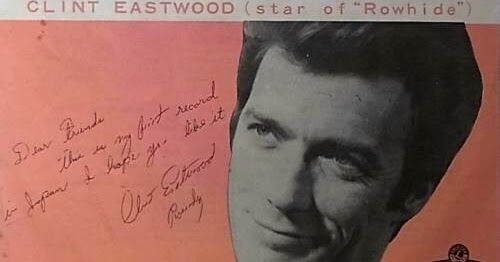 CLINT EASTWOOD (star of "Rowhide")
Dear Friends
This is my first record
in Japan I hope you like it
Clint Eastwood
Rowdy